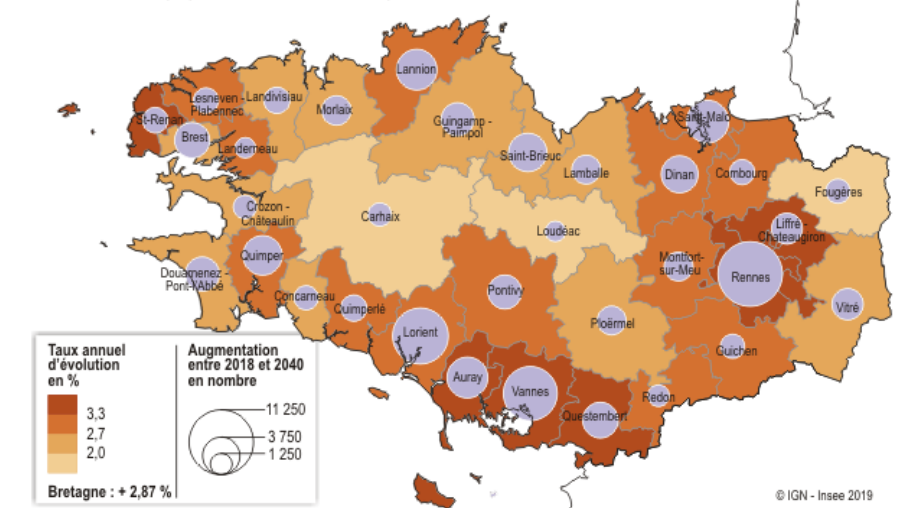 Lannion
Lesneven -
Plabennec
Landivisiau
Morlaix
St-Renan
Brest
Landerneau
Guingamp -
Paimpol
Saint-Brieuc
Lamballe
Saint-Malo
Dinan
Combourg
Fougères
Crozon -
Châteaulin
Carhaix
Loudéac
Liffré -
Chateaugiron
Quimper
Montfort-
sur-Meu
Rennes
Douarnenez -
Pont-l'Abbé
Concarneau
Quimperlé
Pontivy
Ploërmel
Vitré
Lorient
Guichen
Auray
Vannes
Questembert
Redon
Taux annuel
d'évolution
en %
3,3
2,7
2,0
Bretagne : + 2,87 %
Augmentation
entre 2018 et 2040
en nombre
11 250
3 750
1 250
© IGN - Insee 2019